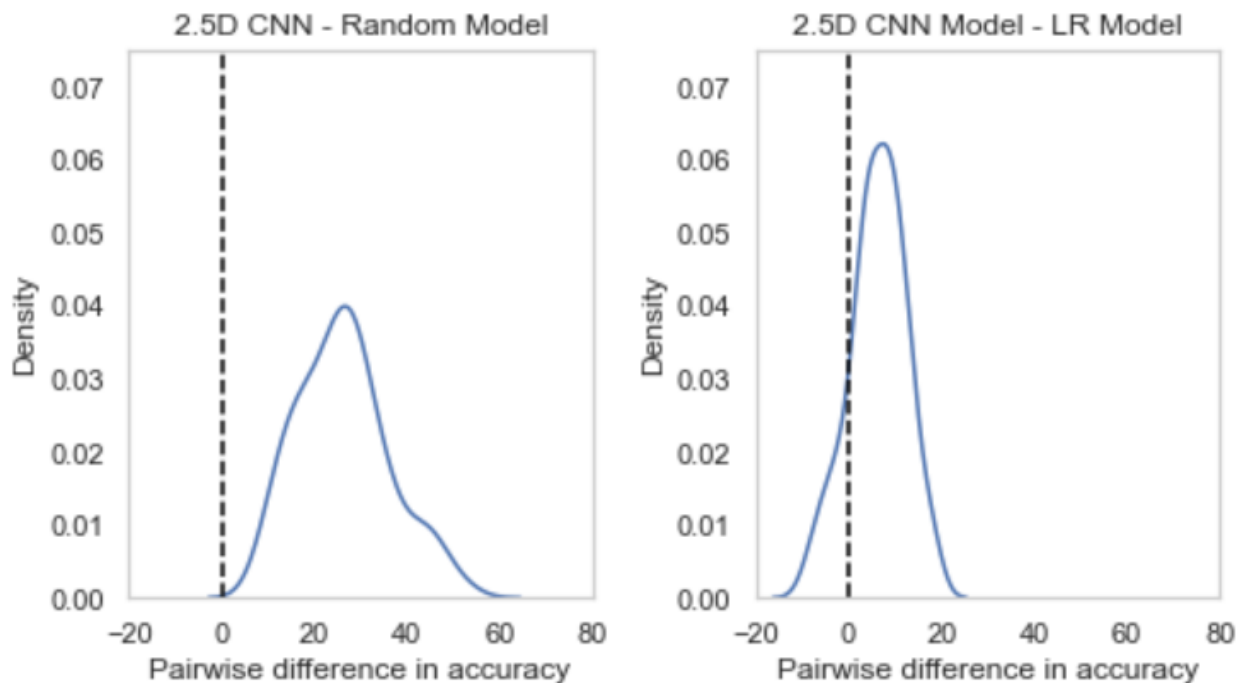 2.5D CNN - Random Model
Density
0.07
0.06
0.05
0.04
0.03
0.02
0.01
0.00
−20 0 20 40 60 80
Pairwise difference in accuracy
2.5D CNN Model - LR Model
Density
0.07
0.06
0.05
0.04
0.03
0.02
0.01
0.00
−20 0 20 40 60 80
Pairwise difference in accuracy